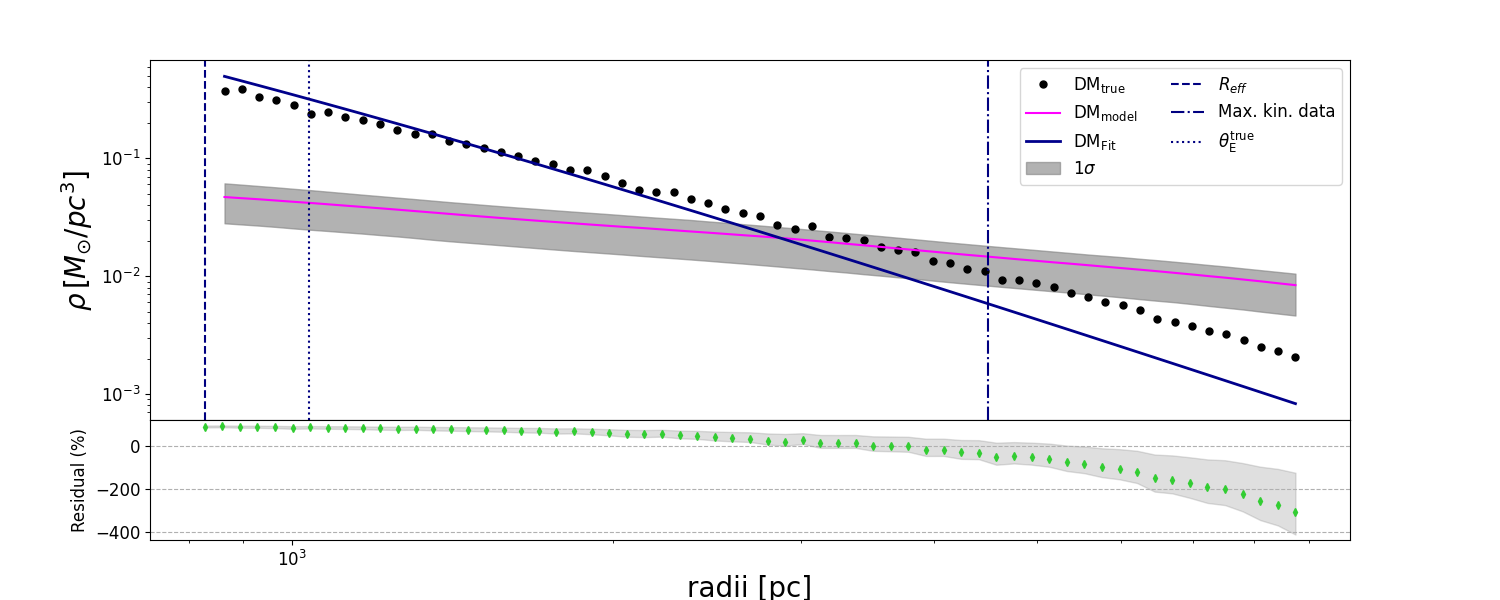 DM_true
DM_model
DM_Fit
1σ
R_eff
Max. kin. data
θ_E^true
10^−1
10^−2
10^−3
ρ [M_⊙/pc^3]
0
−200
−400
Residual (%)
10^3
radii [pc]